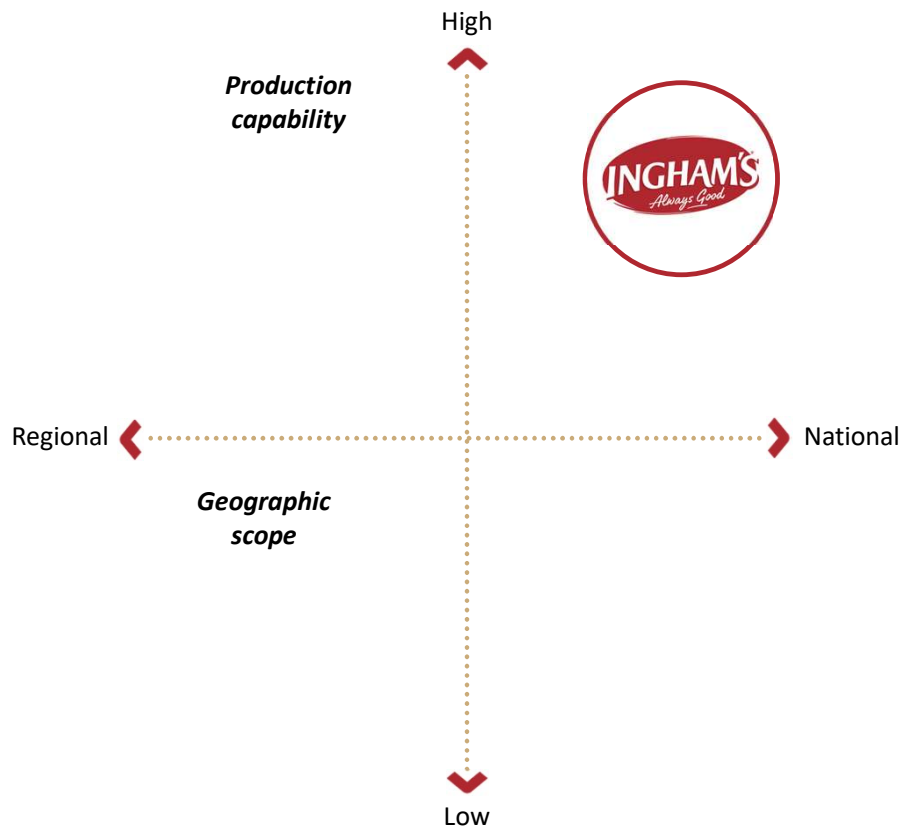 High
Production
capability
INGHAM'S
Always Good
Regional
National
Geographic
scope
Low